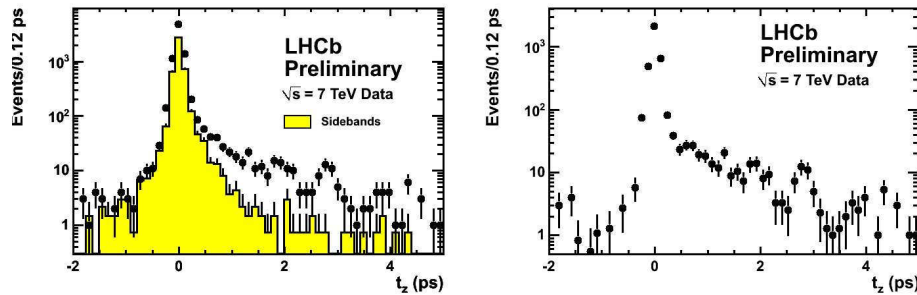 Events/0.12 ps
10³
10²
10
1
LHCb
Preliminary
√s = 7 TeV Data
Sidebands
-2 0 2 4
t_z (ps)
Events/0.12 ps
10³
10²
10
1
LHCb
Preliminary
√s = 7 TeV Data
-2 0 2 4
t_z (ps)